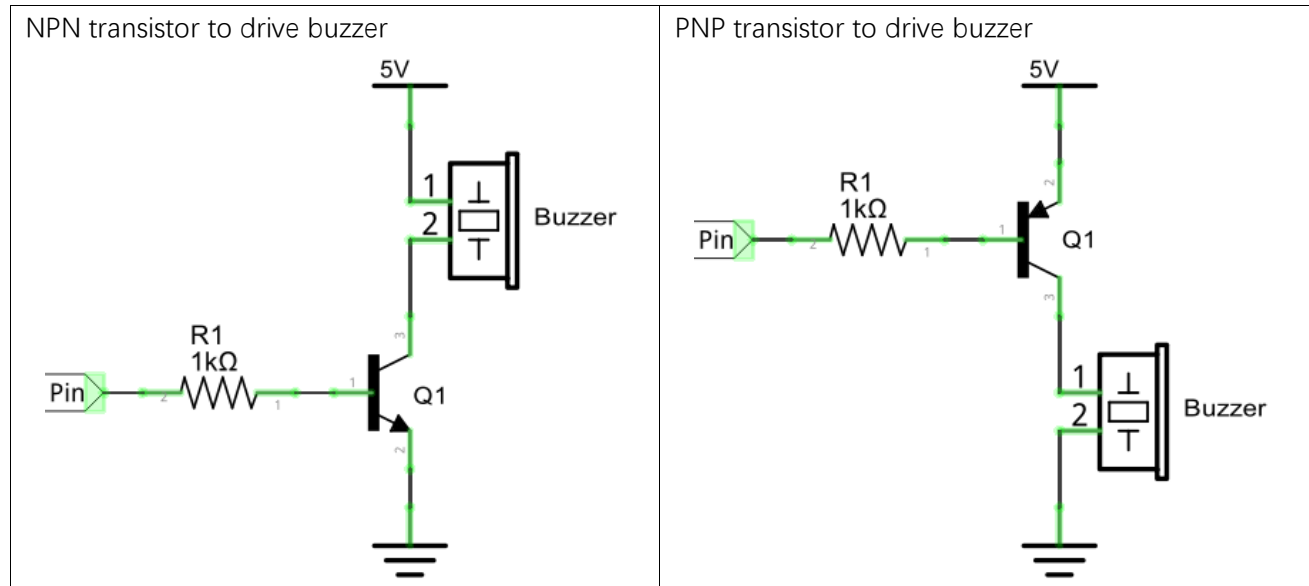 NPN transistor to drive buzzer
5V
1
2
Buzzer
3
R1
1kΩ
Pin
2
1
1
Q1
2
PNP transistor to drive buzzer
5V
2
R1
1kΩ
Pin
2
1
1
Q1
3
1
2
Buzzer